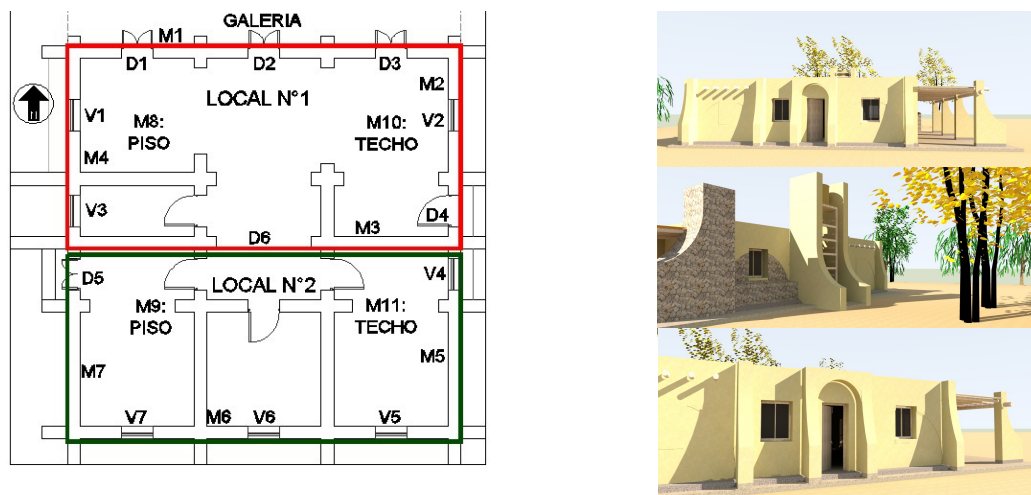 GALERIA
M1
D1
D2
D3
M2
LOCAL N°1
V1
V2
M8:
PISO
M10:
TECHO
M4
V3
D4
M3
D6
D5
LOCAL N°2
V4
M9:
PISO
M11:
TECHO
M7
M5
V7
M6
V6
V5